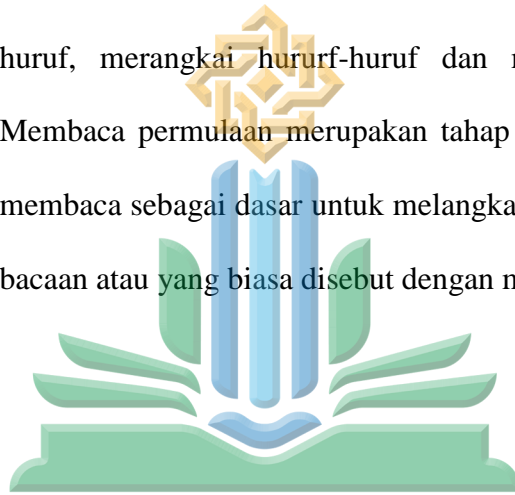 huruf, merangkai hururf-huruf dan
Membaca permulaan merupakan tahap
membaca sebagai dasar untuk melangka
bacaan atau yang biasa disebut dengan